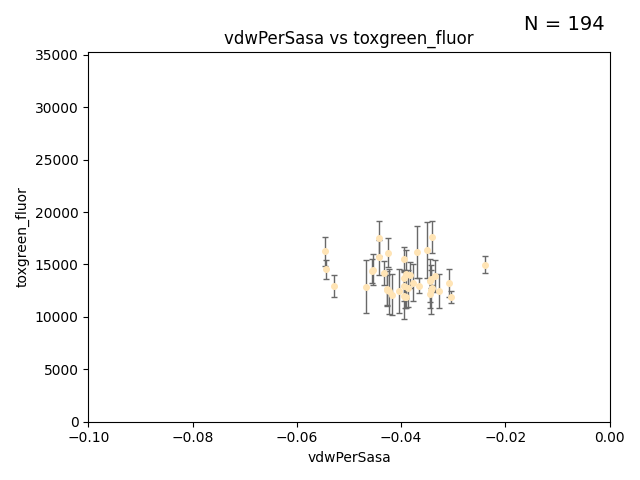 N = 194
vdwPerSasa vs toxgreen_fluor
35000
30000
25000
20000
15000
10000
5000
0
toxgreen_fluor
−0.10 −0.08 −0.06 −0.04 −0.02 0.00
vdwPerSasa